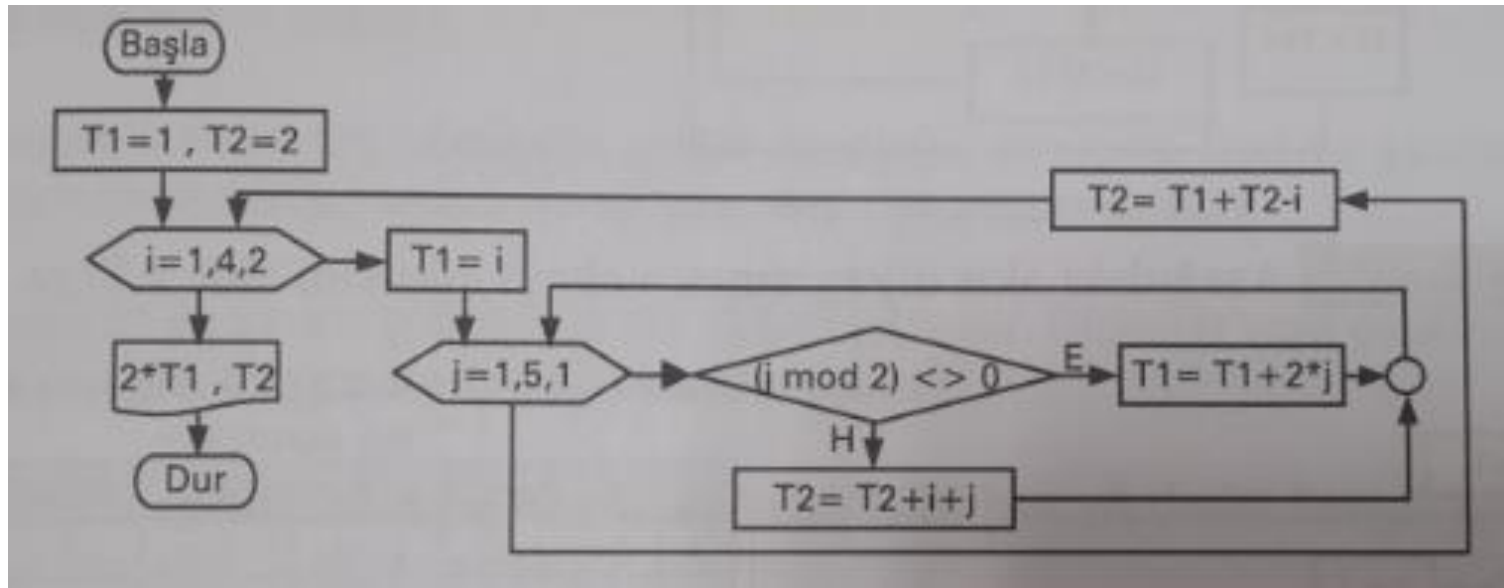 Başla
T1=1 , T2=2
T2= T1+T2-i
i=1,4,2
T1= i
2*T1 , T2
j=1,5,1
(j mod 2) <> 0
E
T1= T1+2*j
H
Dur
T2= T2+i+j